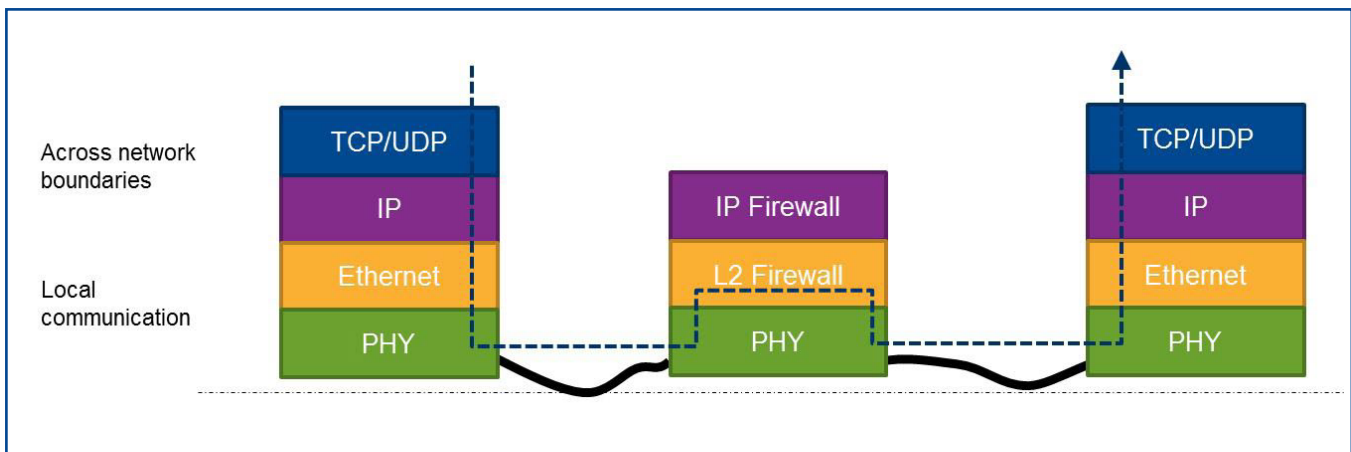 Across network
boundaries
Local
communication
TCP/UDP
IP
Ethernet
PHY
IP Firewall
L2 Firewall
PHY
TCP/UDP
IP
Ethernet
PHY